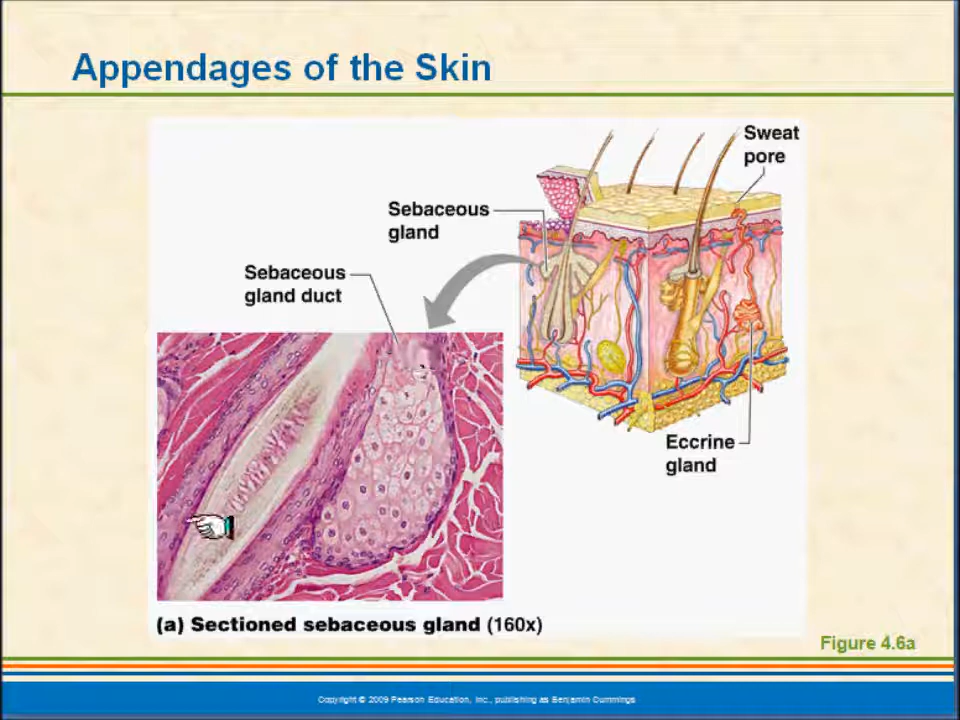 Appendages of the Skin
Sweat
pore
Sebaceous
gland
Sebaceous
gland duct
Eccrine
gland
(a) Sectioned sebaceous gland (160x)
Figure 4.6a
Copyright © 2009 Pearson Education, Inc., publishing as Benjamin Cummings